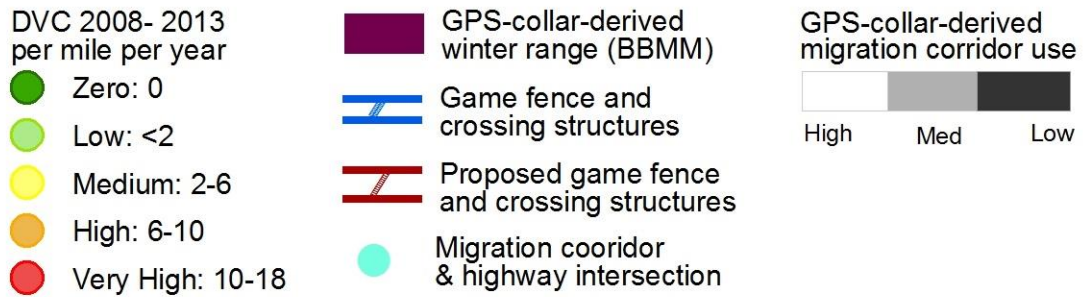 DVC 2008- 2013
per mile per year
Zero: 0
Low: <2
Medium: 2-6
High: 6-10
Very High: 10-18
GPS-collar-derived
winter range (BBMM)
Game fence and
crossing structures
Proposed game fence
and crossing structures
Migration cooridor
& highway intersection
GPS-collar-derived
migration corridor use
High Med Low